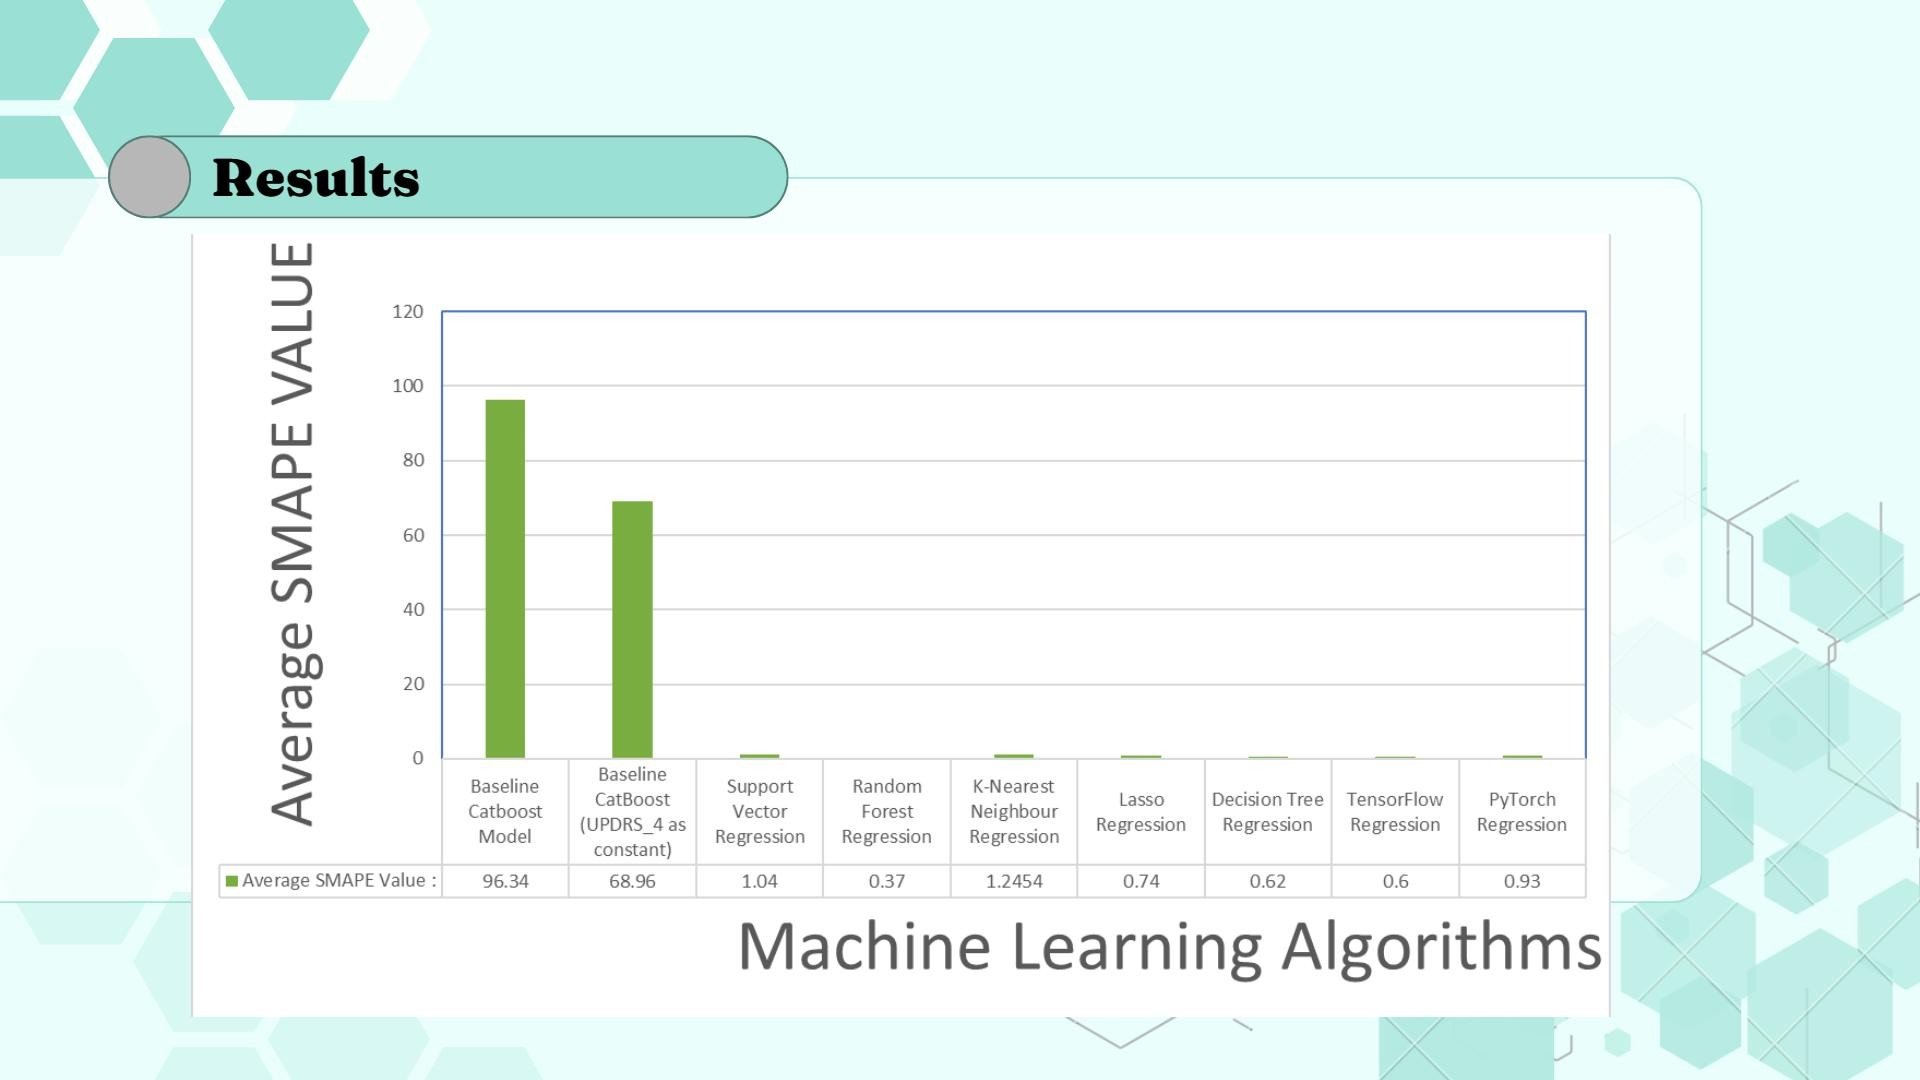 Results
Average SMAPE VALUE
120
100
80
60
40
20
0
Baseline
Catboost
Model
Baseline
CatBoost
(UPDRS_4 as
constant)
Support
Vector
Regression
Random
Forest
Regression
K-Nearest
Neighbour
Regression
Lasso
Regression
Decision Tree
Regression
TensorFlow
Regression
PyTorch
Regression
Average SMAPE Value : 96.34 68.96 1.04 0.37 1.2454 0.74 0.62 0.6 0.93
Machine Learning Algorithms